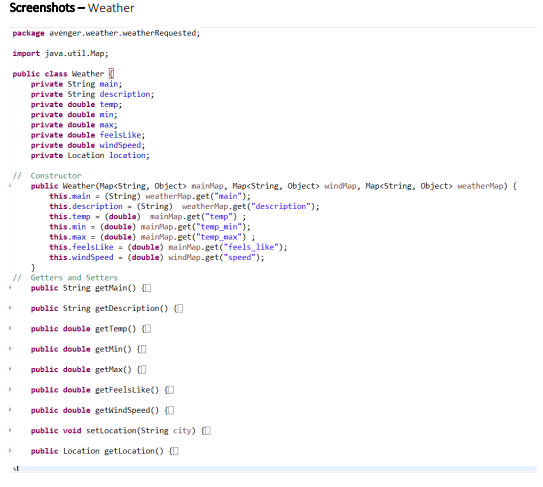 Screenshots – Weather
package avenger.weather.weatherRequested;
import java.util.Map;
public class Weather {
private String main;
private String description;
private double temp;
private double min;
private double max;
private double feelsLike;
private double windSpeed;
private Location location;
// Constructor
public Weather(Map<String, Object> mainMap, Map<String, Object> windMap, Map<String, Object> weatherMap) {
this.main = (String) weatherMap.get("main");
this.description = (String) weatherMap.get("description");
this.temp = (double) mainMap.get("temp") ;
this.min = (double) mainMap.get("temp_min");
this.max = (double) mainMap.get("temp_max") ;
this.feelsLike = (double) mainMap.get("feels_like");
this.windSpeed = (double) windMap.get("speed");
}
// Getters and Setters
public String getMain() {
public String getDescription() {
public double getTemp() {
public double getMin() {
public double getMax() {
public double getFeelsLike() {
public double getWindSpeed() {
public void setLocation(String city) {
public Location getLocation() {
}